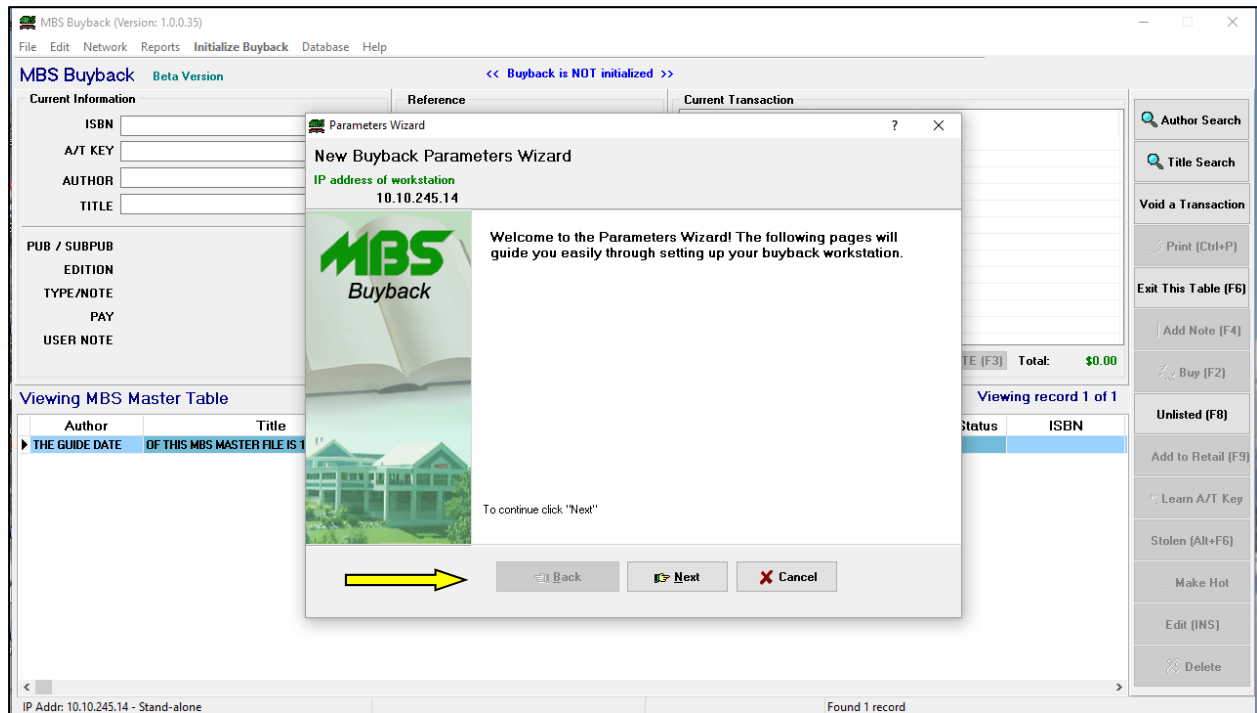 MBS Buyback (Version: 1.0.0.35)
File Edit Network Reports Initialize Buyback Database Help
MBS Buyback Beta Version << Buyback is NOT initialized >>
Current Information Reference Current Transaction
ISBN
A/T KEY
AUTHOR
TITLE
PUB / SUBPUB
EDITION
TYPE/NOTE
PAY
USER NOTE
Parameters Wizard ? X
New Buyback Parameters Wizard
IP address of workstation
10.10.245.14
MBS
Buyback
Welcome to the Parameters Wizard! The following pages will
guide you easily through setting up your buyback workstation.
To continue click "Next"
Back Next Cancel
TE (F3) Total: $0.00
Viewing MBS Master Table Viewing record 1 of 1
Author Title Status ISBN
THE GUIDE DATE OF THIS MBS MASTER FILE IS 1
Author Search
Title Search
Void a Transaction
Print (Ctrl+P)
Exit This Table (F6)
Add Note (F4)
Buy (F2)
Unlisted (F8)
Add to Retail (F9)
Learn A/T Key
Stolen (Alt+F6)
Make Hot
Edit (INS)
Delete
IP Addr: 10.10.245.14 - Stand-alone Found 1 record